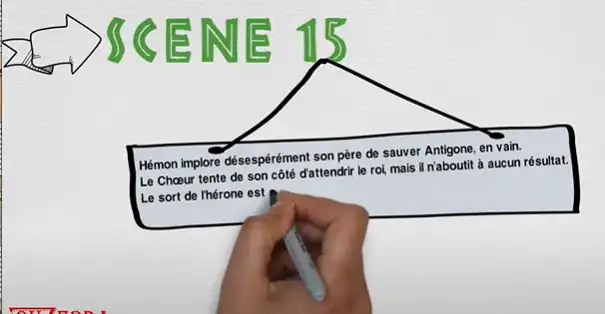 SCENE 15
Hémon implore désespérément son père de sauver Antigone, en vain.
Le Chœur tente de son côté d'attendrir le roi, mais il n'aboutit à aucun résultat.
Le sort de l'hérone est